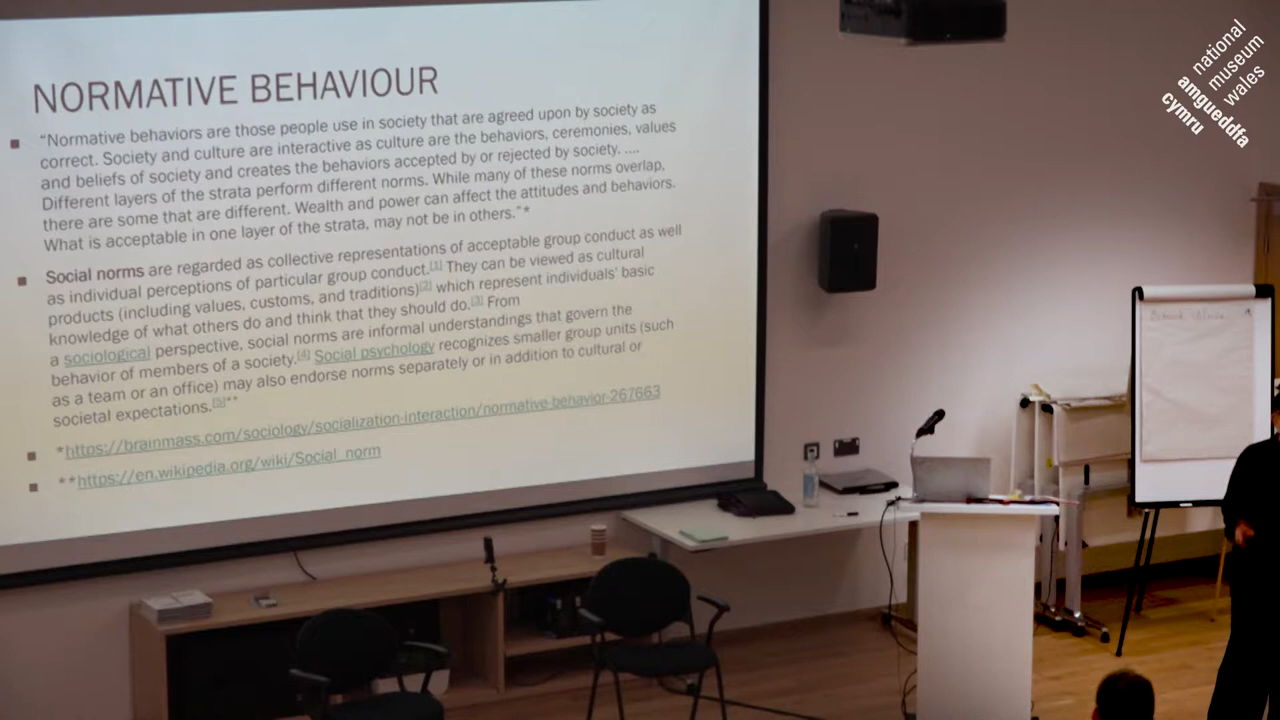 NORMATIVE BEHAVIOUR
“Normative behaviors are those people use in society that are agreed upon by society as
correct. Society and culture are interactive as culture are the behaviors, ceremonies, values
and beliefs of society and creates the behaviors accepted by or rejected by society. ....
Different layers of the strata perform different norms. While many of these norms overlap,
there are some that are different. Wealth and power can affect the attitudes and behaviors.
What is acceptable in one layer of the strata, may not be in others.”*
Social norms are regarded as collective representations of acceptable group conduct as well
as individual perceptions of particular group conduct.[1] They can be viewed as cultural
products (including values, customs, and traditions)[2] which represent individuals' basic
knowledge of what others do and think that they should do.[3] From
a sociological perspective, social norms are informal understandings that govern the
behavior of members of a society.[4] Social psychology recognizes smaller group units (such
as a team or an office) may also endorse norms separately or in addition to cultural or
societal expectations.[5]**
*https://brainmass.com/sociology/socialization-interaction/normative-behavior-267663
**https://en.wikipedia.org/wiki/Social_norm
national
museum
wales
amgueddfa
cymru